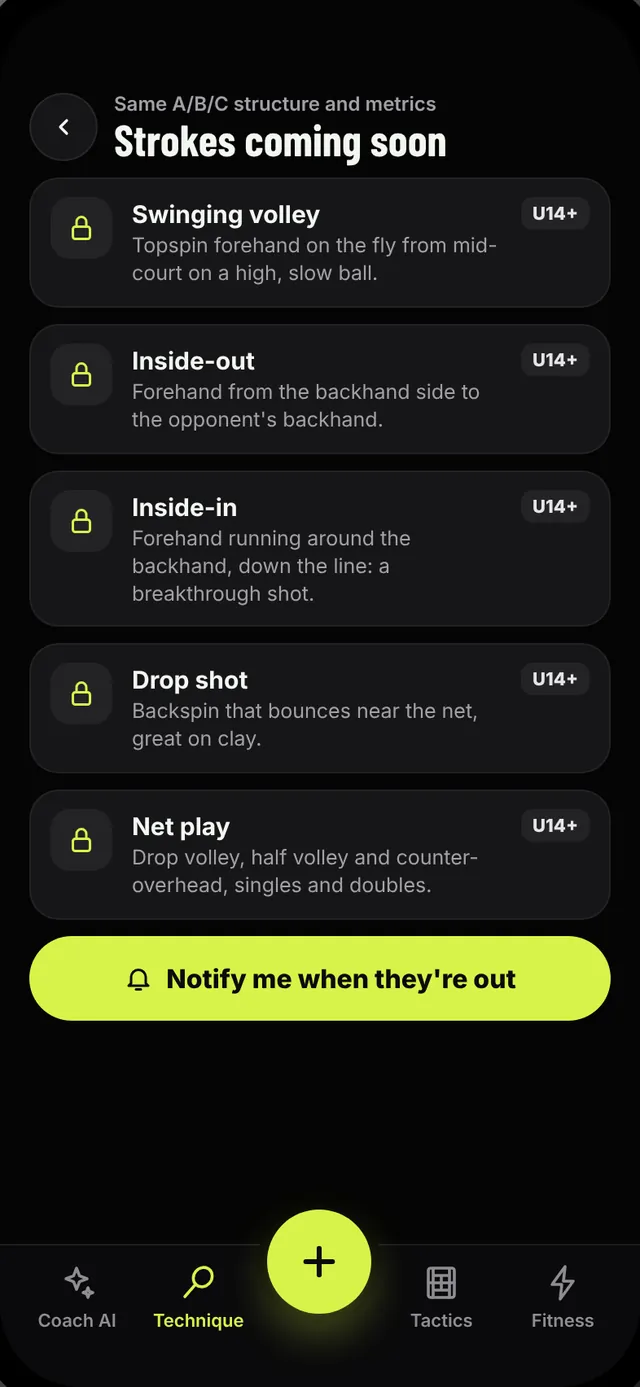 Same A/B/C structure and metrics
Strokes coming soon
Swinging volley
U14+
Topspin forehand on the fly from mid-
court on a high, slow ball.
Inside-out
U14+
Forehand from the backhand side to
the opponent's backhand.
Inside-in
U14+
Forehand running around the
backhand, down the line: a
breakthrough shot.
Drop shot
U14+
Backspin that bounces near the net,
great on clay.
Net play
U14+
Drop volley, half volley and counter-
overhead, singles and doubles.
Notify me when they're out
Coach AI
Technique
Tactics
Fitness